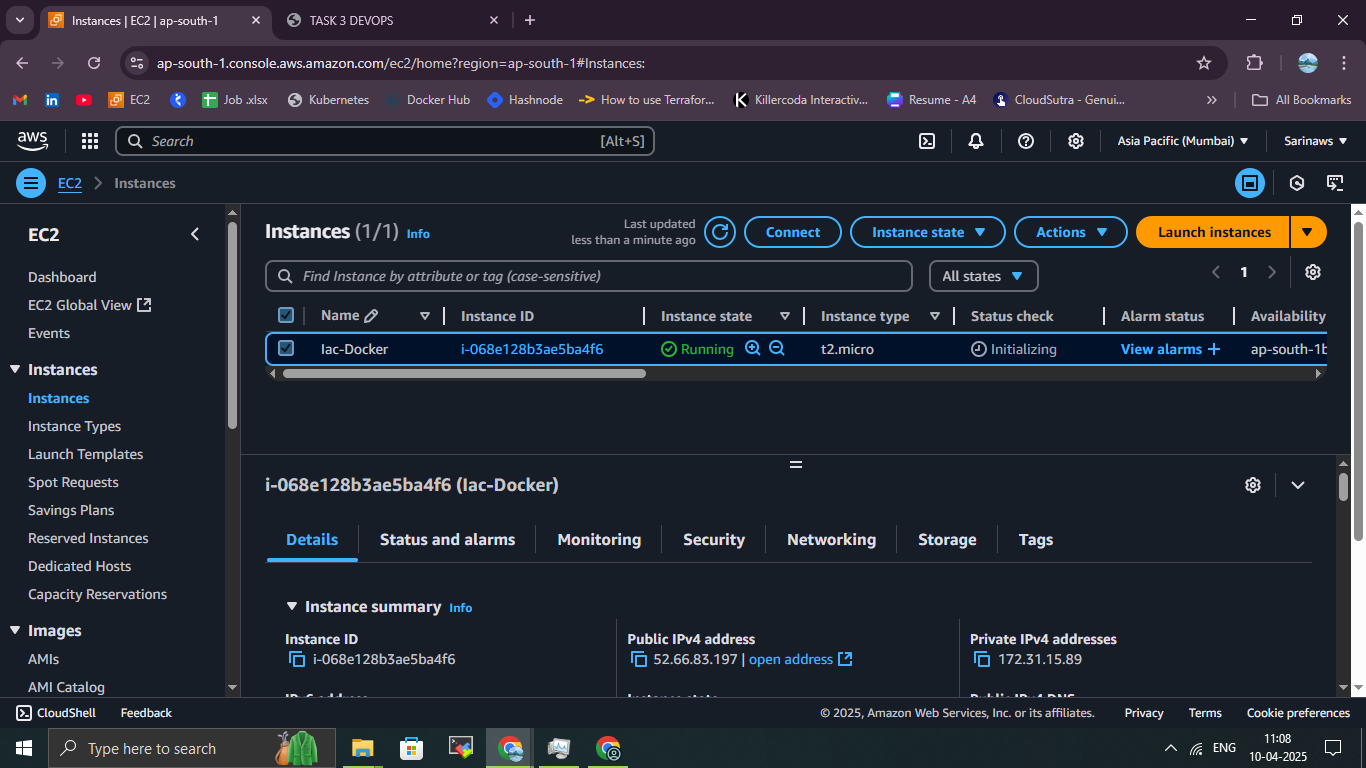 Instances | EC2 | ap-south-1
TASK 3 DEVOPS
ap-south-1.console.aws.amazon.com/ec2/home?region=ap-south-1#Instances:
EC2
Job .xlsx
Kubernetes
Docker Hub
Hashnode
How to use Terrafor...
Killercoda Interactiv...
Resume - A4
CloudSutra - Genui...
All Bookmarks
aws
Search
[Alt+S]
Asia Pacific (Mumbai)
Sarinaws
EC2
Instances
EC2
Dashboard
EC2 Global View
Events
Instances
Instances
Instance Types
Launch Templates
Spot Requests
Savings Plans
Reserved Instances
Dedicated Hosts
Capacity Reservations
Images
AMIs
AMI Catalog
Instances (1/1) Info
Last updated
less than a minute ago
Connect
Instance state
Actions
Launch instances
Find Instance by attribute or tag (case-sensitive)
All states
1
Name
Instance ID
Instance state
Instance type
Status check
Alarm status
Availability
Iac-Docker
i-068e128b3ae5ba4f6
Running
t2.micro
Initializing
View alarms
ap-south-1b
i-068e128b3ae5ba4f6 (Iac-Docker)
Details
Status and alarms
Monitoring
Security
Networking
Storage
Tags
Instance summary Info
Instance ID
i-068e128b3ae5ba4f6
Public IPv4 address
52.66.83.197 | open address
Private IPv4 addresses
172.31.15.89
IPv6 address
Instance state
Public IPv4 DNS
CloudShell
Feedback
© 2025, Amazon Web Services, Inc. or its affiliates.
Privacy
Terms
Cookie preferences
Type here to search
ENG
11:08
10-04-2025